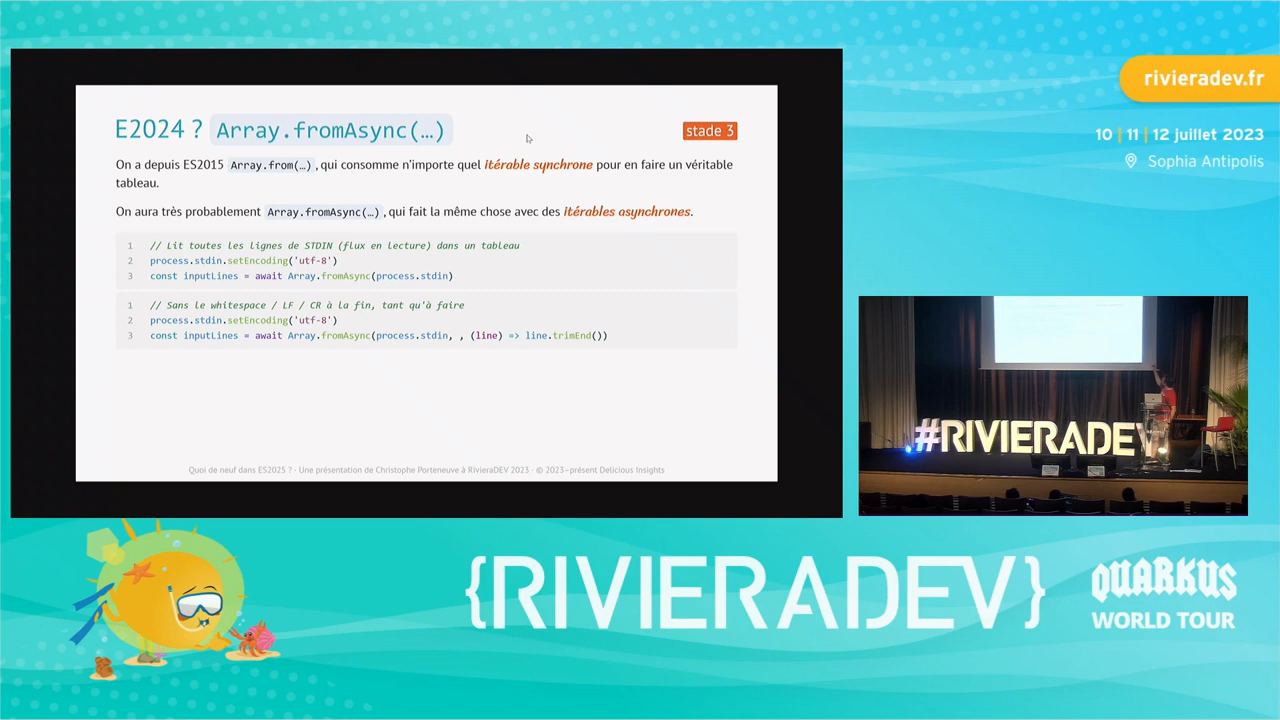 E2024 ? Array.fromAsync(…)
stade 3
On a depuis ES2015 Array.from(…), qui consomme n'importe quel itérable synchrone pour en faire un véritable
tableau.
On aura très probablement Array.fromAsync(…), qui fait la même chose avec des itérables asynchrones.
1 // Lit toutes les lignes de STDIN (flux en lecture) dans un tableau
2 process.stdin.setEncoding('utf-8')
3 const inputLines = await Array.fromAsync(process.stdin)
1 // Sans le whitespace / LF / CR à la fin, tant qu'à faire
2 process.stdin.setEncoding('utf-8')
3 const inputLines = await Array.fromAsync(process.stdin, , (line) => line.trimEnd())
Quoi de neuf dans ES2025 ? · Une présentation de Christophe Porteneuve à RivieraDEV 2023 · © 2023–présent Delicious Insights
rivieradev.fr
10 | 11 | 12 juillet 2023
Sophia Antipolis
#RIVIERADEV
{RIVIERADEV}
QUARKUS
WORLD TOUR